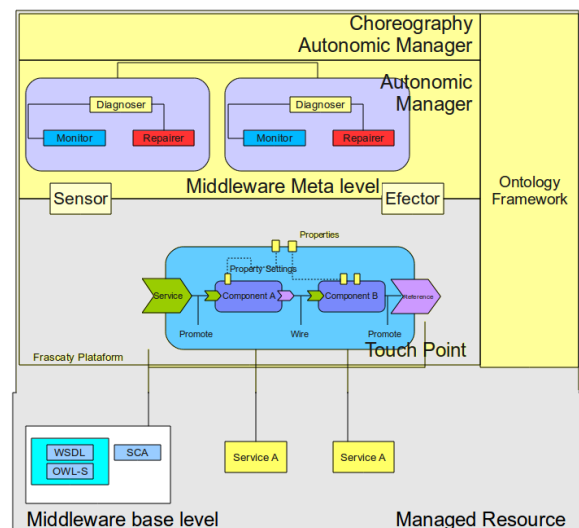 Choreography
Autonomic Manager
Autonomic
Manager
Diagnoser
Diagnoser
Monitor
Repairer
Monitor
Repairer
Middleware Meta level
Ontology
Framework
Sensor
Efector
Properties
Property Settings
Service
Component A
Component B
Reference
Promote
Wire
Promote
Touch Point
Frascaty Plataform
WSDL
SCA
OWL-S
Service A
Service A
Middleware base level
Managed Resource